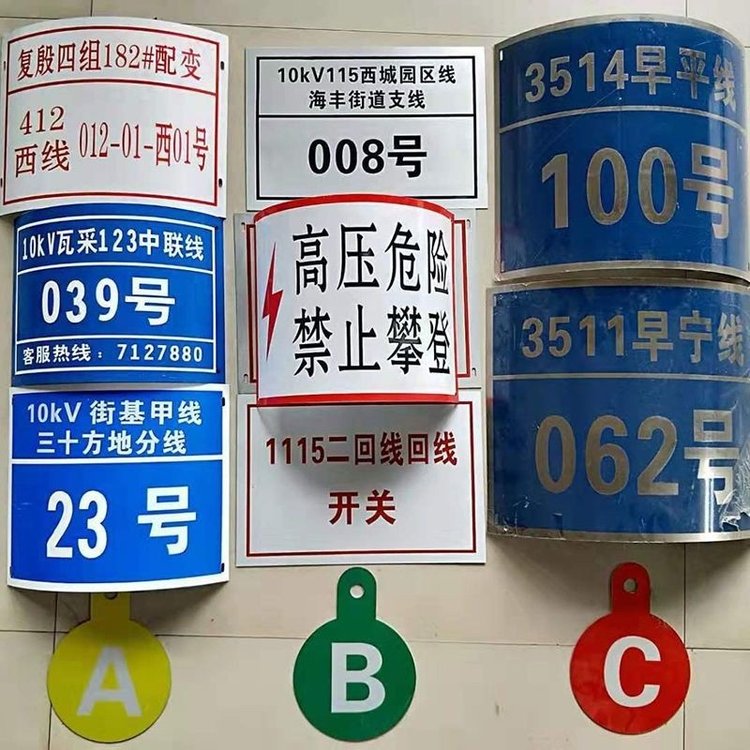 复殷四组182#配变
412
西线
012-01-西01号
10kV瓦采123中联线
039号
客服热线：7127880
10kV 街基甲线
三十方地分线
23 号
10kV115西城园区线
海丰街道支线
008号
高压危险
禁止攀登
1115二回线回线
开关
3514早平线
100号
3511早宁线
062号
A
B
C